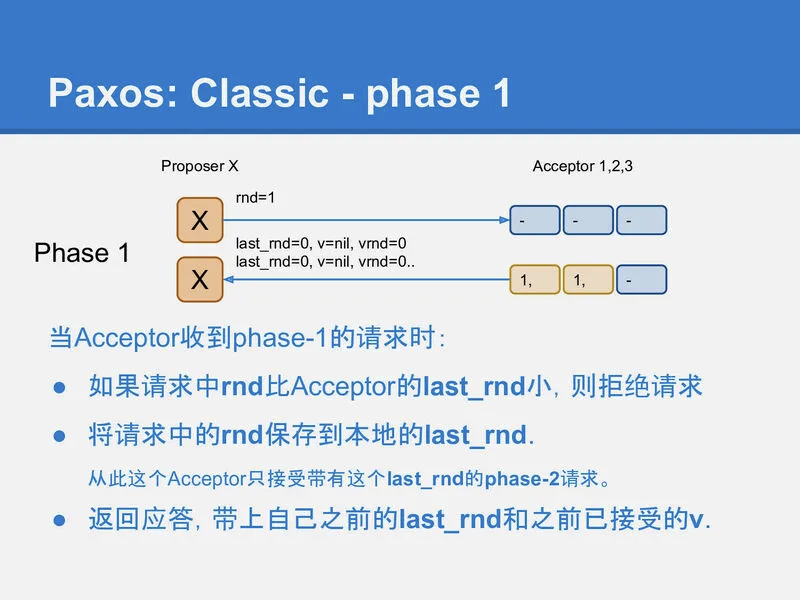 Paxos: Classic - phase 1
Proposer X
Acceptor 1,2,3
rnd=1
X
-
-
-
Phase 1
last_rnd=0, v=nil, vrnd=0
last_rnd=0, v=nil, vrnd=0..
X
1,
1,
-
当Acceptor收到phase-1的请求时：
● 如果请求中rnd比Acceptor的last_rnd小，则拒绝请求
● 将请求中的rnd保存到本地的last_rnd.
从此这个Acceptor只接受带有这个last_rnd的phase-2请求。
● 返回应答，带上自己之前的last_rnd和之前已接受的v.